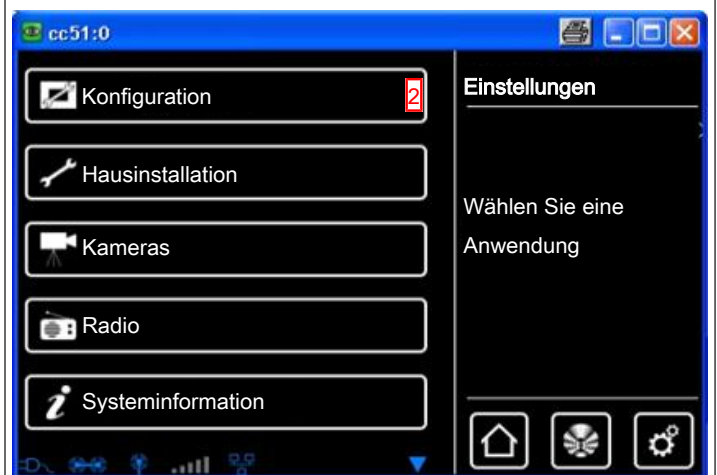 cc51:0
Konfiguration 2
Hausinstallation
Kameras
Radio
Systeminformation
Einstellungen
Wählen Sie eine
Anwendung